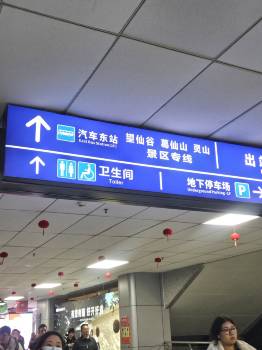 汽车东站 望仙谷 葛仙山 灵山
East Bus Station
景区专线
出
卫生间
Toilet
地下停车场 P
Underground Parking